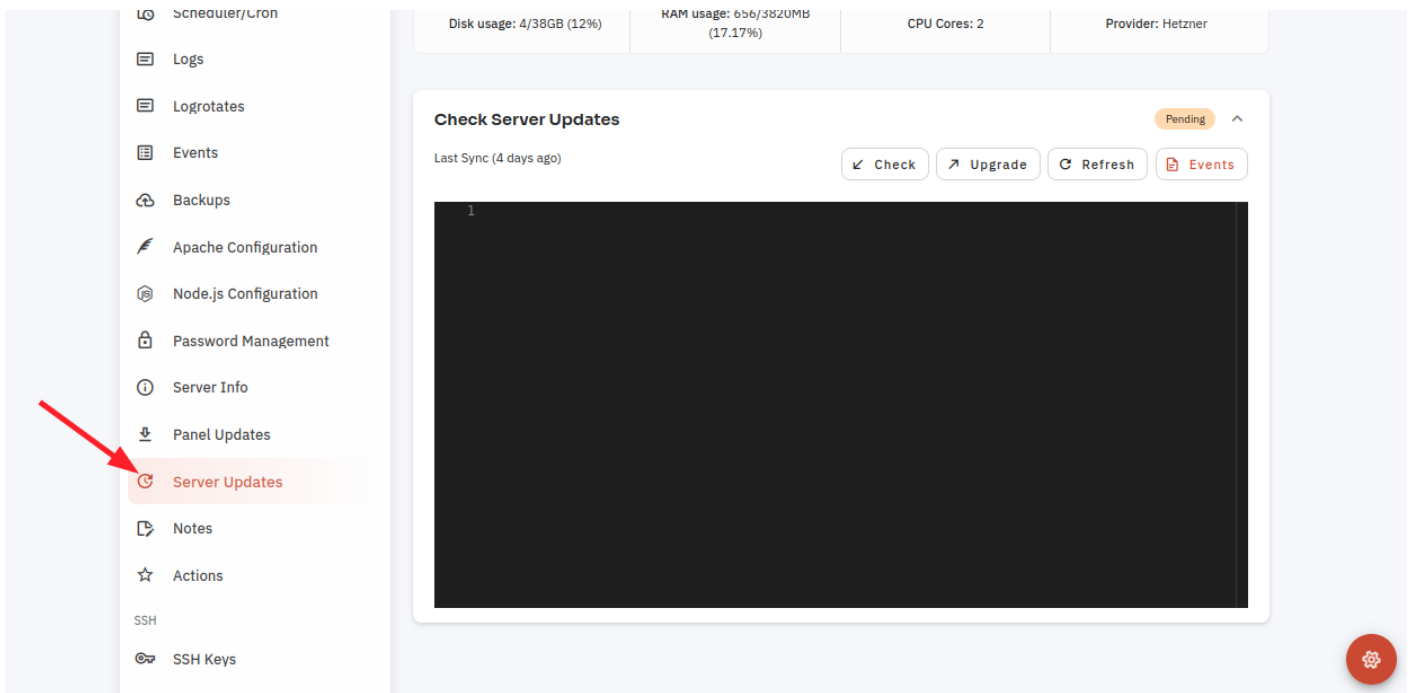 Scheduler/Cron
Logs
Logrotates
Events
Backups
Apache Configuration
Node.js Configuration
Password Management
Server Info
Panel Updates
Server Updates
Notes
Actions
SSH
SSH Keys
Disk usage: 4/38GB (12%)
RAM usage: 656/3820MB
(17.17%)
CPU Cores: 2
Provider: Hetzner
Check Server Updates
Pending
Last Sync (4 days ago)
Check
Upgrade
Refresh
Events
1